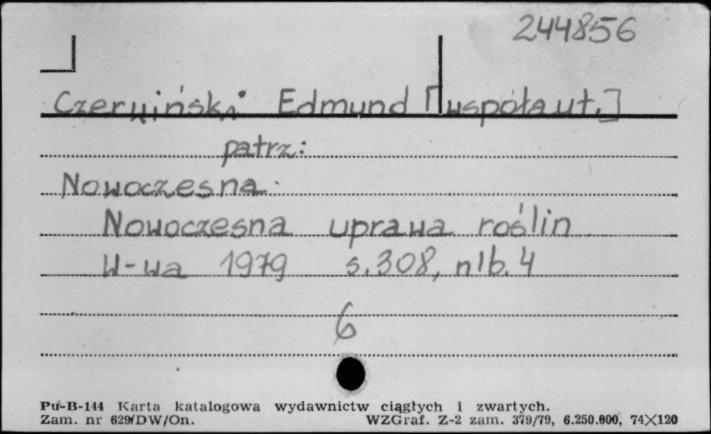 244856
Czerwiński Edmund [współaut.]
patrz:
Nowoczesna
Nowoczesna uprawa roślin
W-wa 1979 s.308, nlb.4
6
Pu-B-144 Karta katalogowa wydawnictw ciągłych i zwartych.
Zam. nr 629/DW/On. WZGraf. Z-2 zam. 379/79, 6.250.000, 74X120